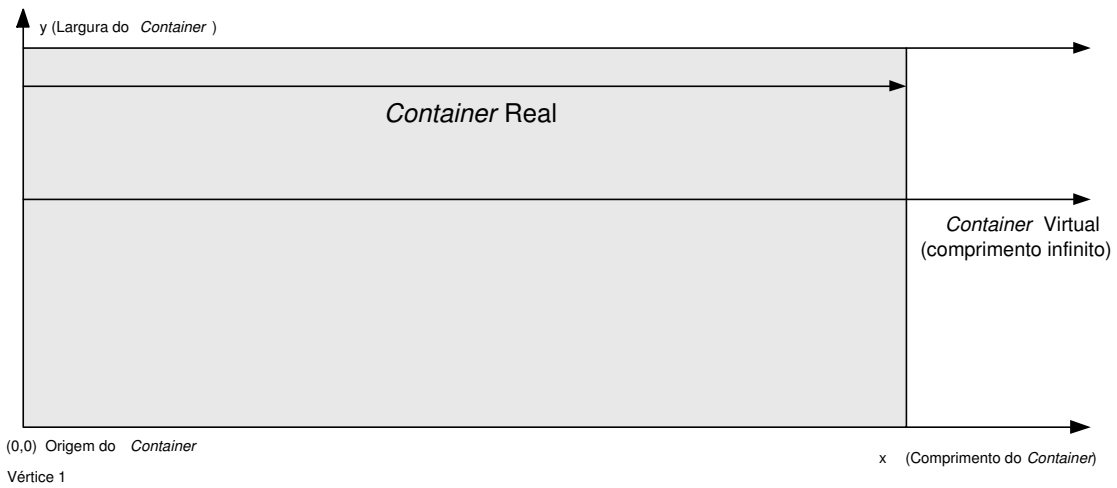 y (Largura do Container )
Container Real
Container Virtual
(comprimento infinito)
(0,0) Origem do Container
x (Comprimento do Container)
Vértice 1